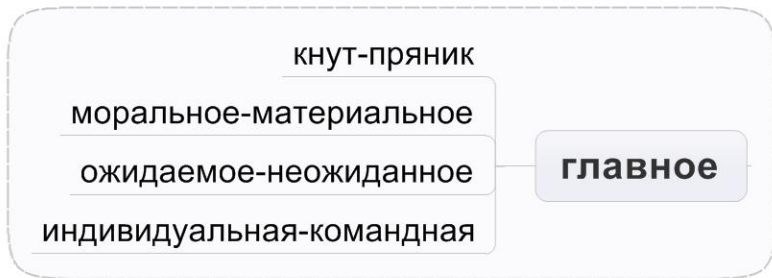 кнут-пряник
моральное-материальное
ожидаемое-неожиданное
индивидуальная-командная
главное